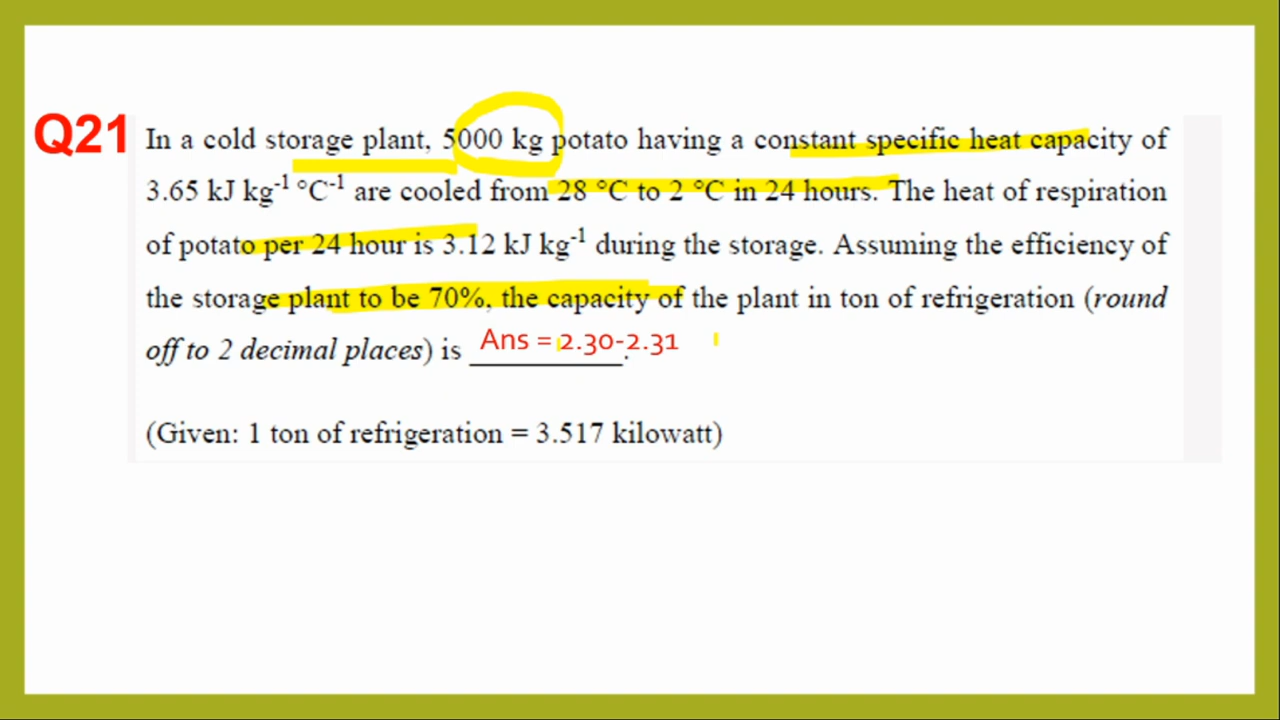 Q21
In a cold storage plant, 5000 kg potato having a constant specific heat capacity of
3.65 kJ kg⁻¹ °C⁻¹ are cooled from 28 °C to 2 °C in 24 hours. The heat of respiration
of potato per 24 hour is 3.12 kJ kg⁻¹ during the storage. Assuming the efficiency of
the storage plant to be 70%, the capacity of the plant in ton of refrigeration (round
off to 2 decimal places) is Ans = 2.30-2.31 ___________.
(Given: 1 ton of refrigeration = 3.517 kilowatt)